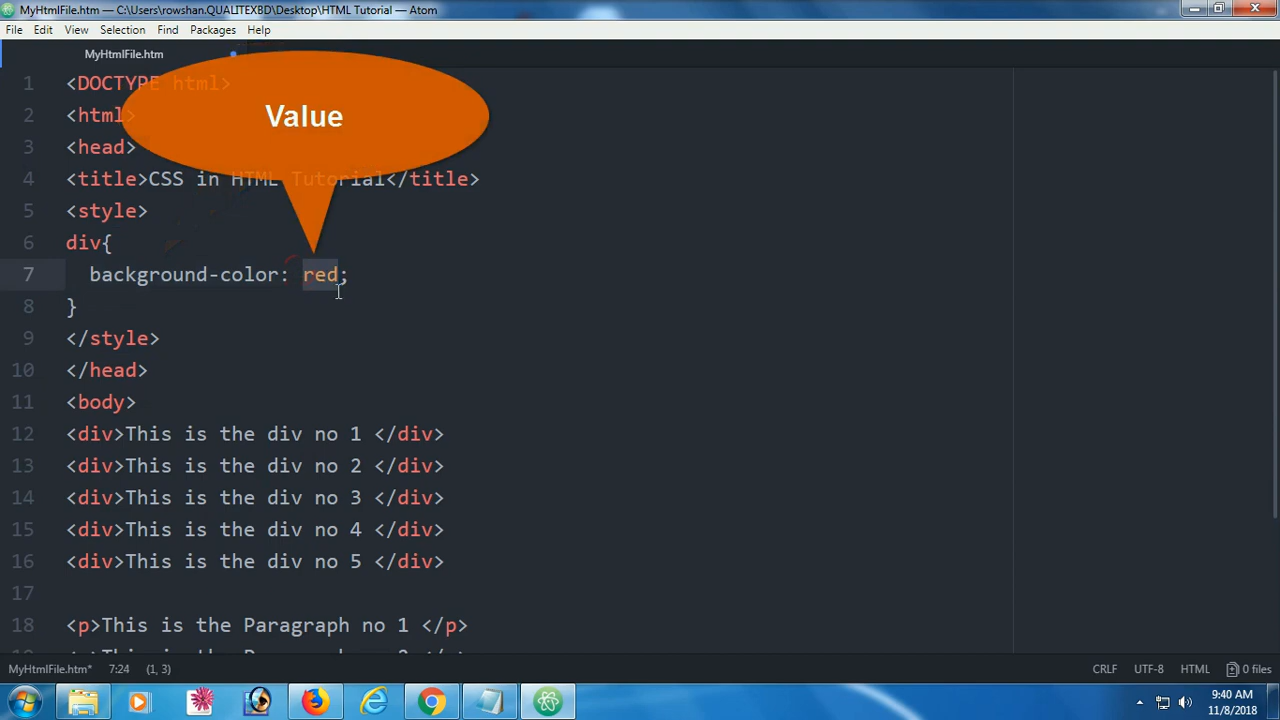 MyHtmlFile.htm — C:\Users\rowshan.QUALITEXBD\Desktop\HTML Tutorial — Atom
File Edit View Selection Find Packages Help
MyHtmlFile.htm
1 <DOCTYPE html>
2 <html>
Value
3 <head>
4 <title>CSS in HTML Tutorial</title>
5 <style>
6 div{
7 background-color: red;
8 }
9 </style>
10 </head>
11 <body>
12 <div>This is the div no 1 </div>
13 <div>This is the div no 2 </div>
14 <div>This is the div no 3 </div>
15 <div>This is the div no 4 </div>
16 <div>This is the div no 5 </div>
17
18 <p>This is the Paragraph no 1 </p>
MyHtmlFile.htm* 7:24 (1, 3) CRLF UTF-8 HTML 0 files
9:40 AM
11/8/2018